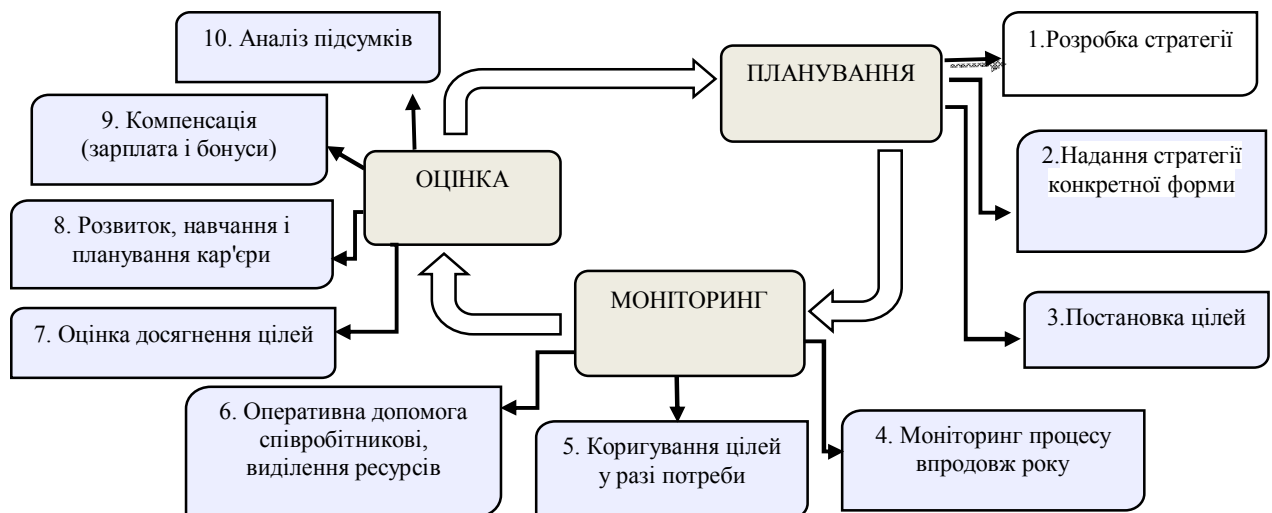 10. Аналіз підсумків
ПЛАНУВАННЯ
1.Розробка стратегії
9. Компенсація
(зарплата і бонуси)
ОЦІНКА
2.Надання стратегії
конкретної форми
8. Розвиток, навчання і
планування кар'єри
МОНІТОРИНГ
3.Постановка цілей
7. Оцінка досягнення цілей
6. Оперативна допомога
співробітникові,
виділення ресурсів
5. Коригування цілей
у разі потреби
4. Моніторинг процесу
впродовж року